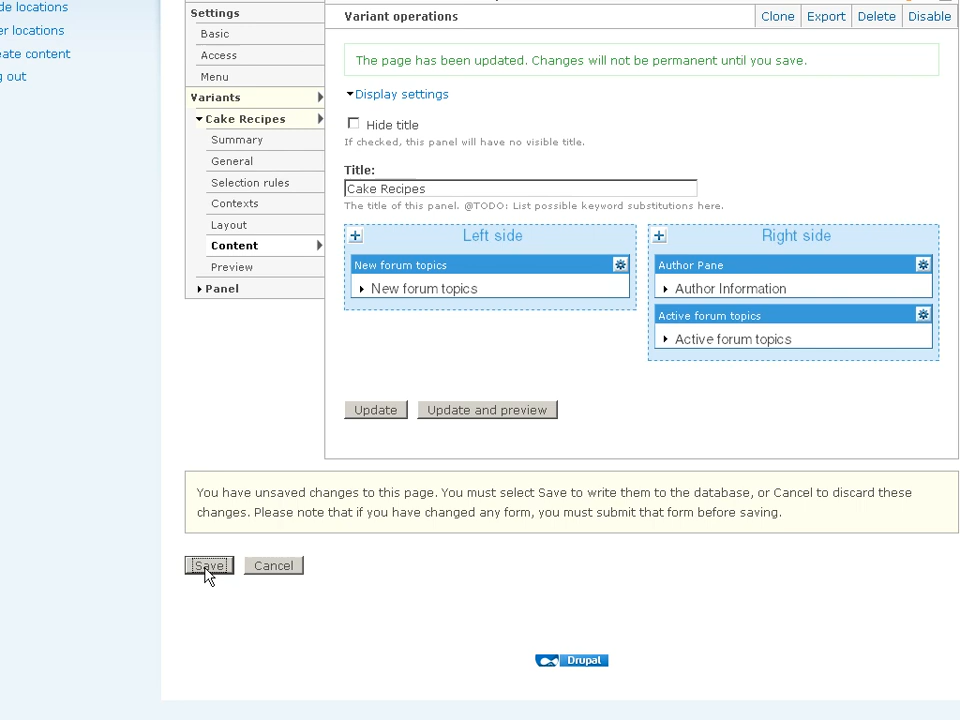 de locations
er locations
eate content
g out
Settings
Basic
Access
Menu
Variants
Cake Recipes
Summary
General
Selection rules
Contexts
Layout
Content
Preview
Panel
Variant operations
Clone
Export
Delete
Disable
The page has been updated. Changes will not be permanent until you save.
Display settings
Hide title
If checked, this panel will have no visible title.
Title:
Cake Recipes
The title of this panel. @TODO: List possible keyword substitutions here.
Left side
New forum topics
New forum topics
Right side
Author Pane
Author Information
Active forum topics
Active forum topics
Update
Update and preview
You have unsaved changes to this page. You must select Save to write them to the database, or Cancel to discard these
changes. Please note that if you have changed any form, you must submit that form before saving.
Save
Cancel
Drupal